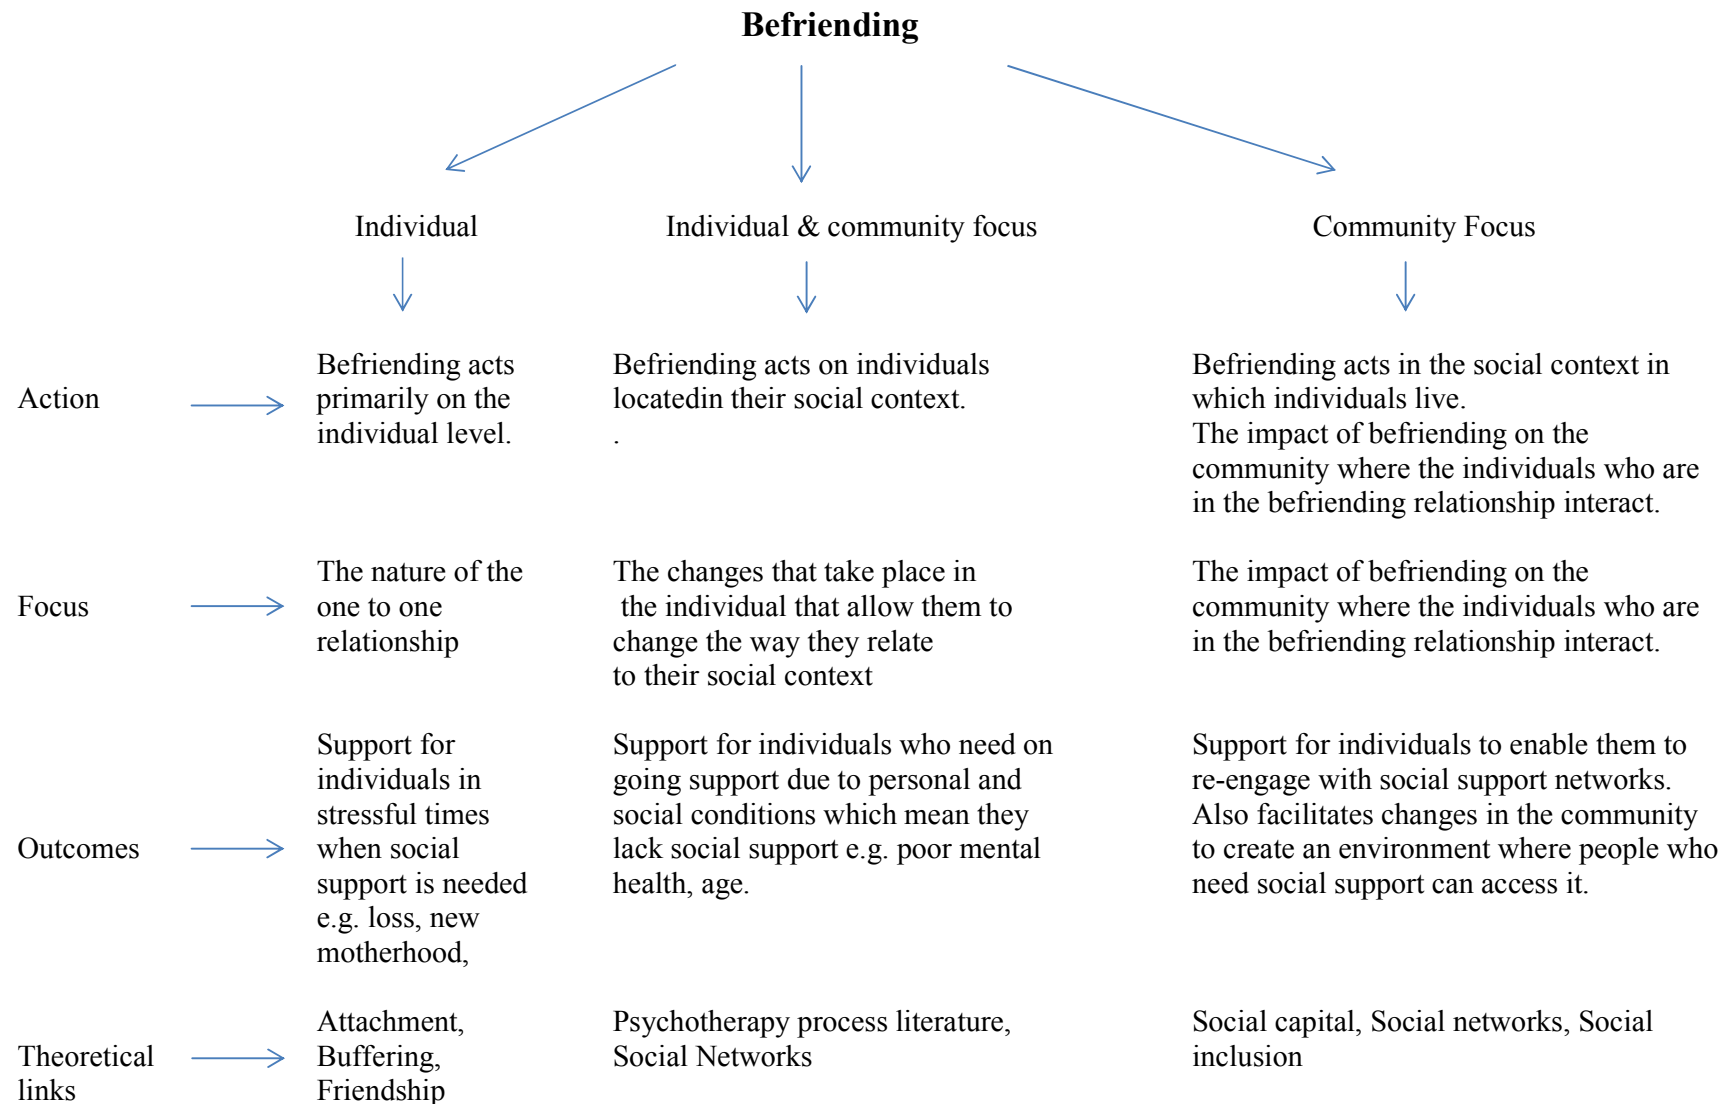 Befriending
Individual
Individual & community focus
Community Focus
Action
Befriending acts
primarily on the
individual level.
Befriending acts on individuals
locatedin their social context.
.
Befriending acts in the social context in
which individuals live.
The impact of befriending on the
community where the individuals who are
in the befriending relationship interact.
Focus
The nature of the
one to one
relationship
The changes that take place in
the individual that allow them to
change the way they relate
to their social context
The impact of befriending on the
community where the individuals who are
in the befriending relationship interact.
Outcomes
Support for
individuals in
stressful times
when social
support is needed
e.g. loss, new
motherhood,
Support for individuals who need on
going support due to personal and
social conditions which mean they
lack social support e.g. poor mental
health, age.
Support for individuals to enable them to
re-engage with social support networks.
Also facilitates changes in the community
to create an environment where people who
need social support can access it.
Theoretical
links
Attachment,
Buffering,
Friendship
Psychotherapy process literature,
Social Networks
Social capital, Social networks, Social
inclusion